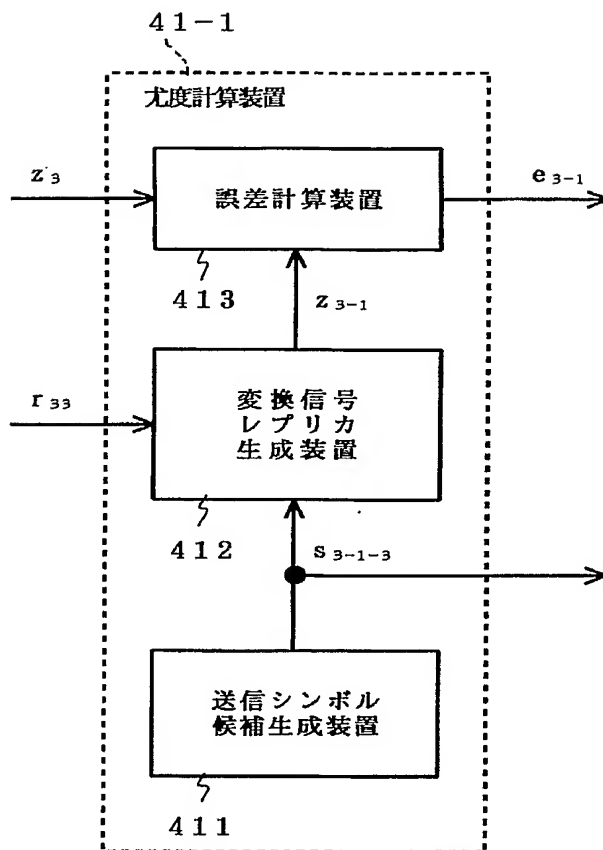 41-1
尤度計算装置
z3
誤差計算装置
e3-1
413
z3-1
r33
変換信号
レプリカ
生成装置
412
s3-1-3
送信シンボル
候補生成装置
411